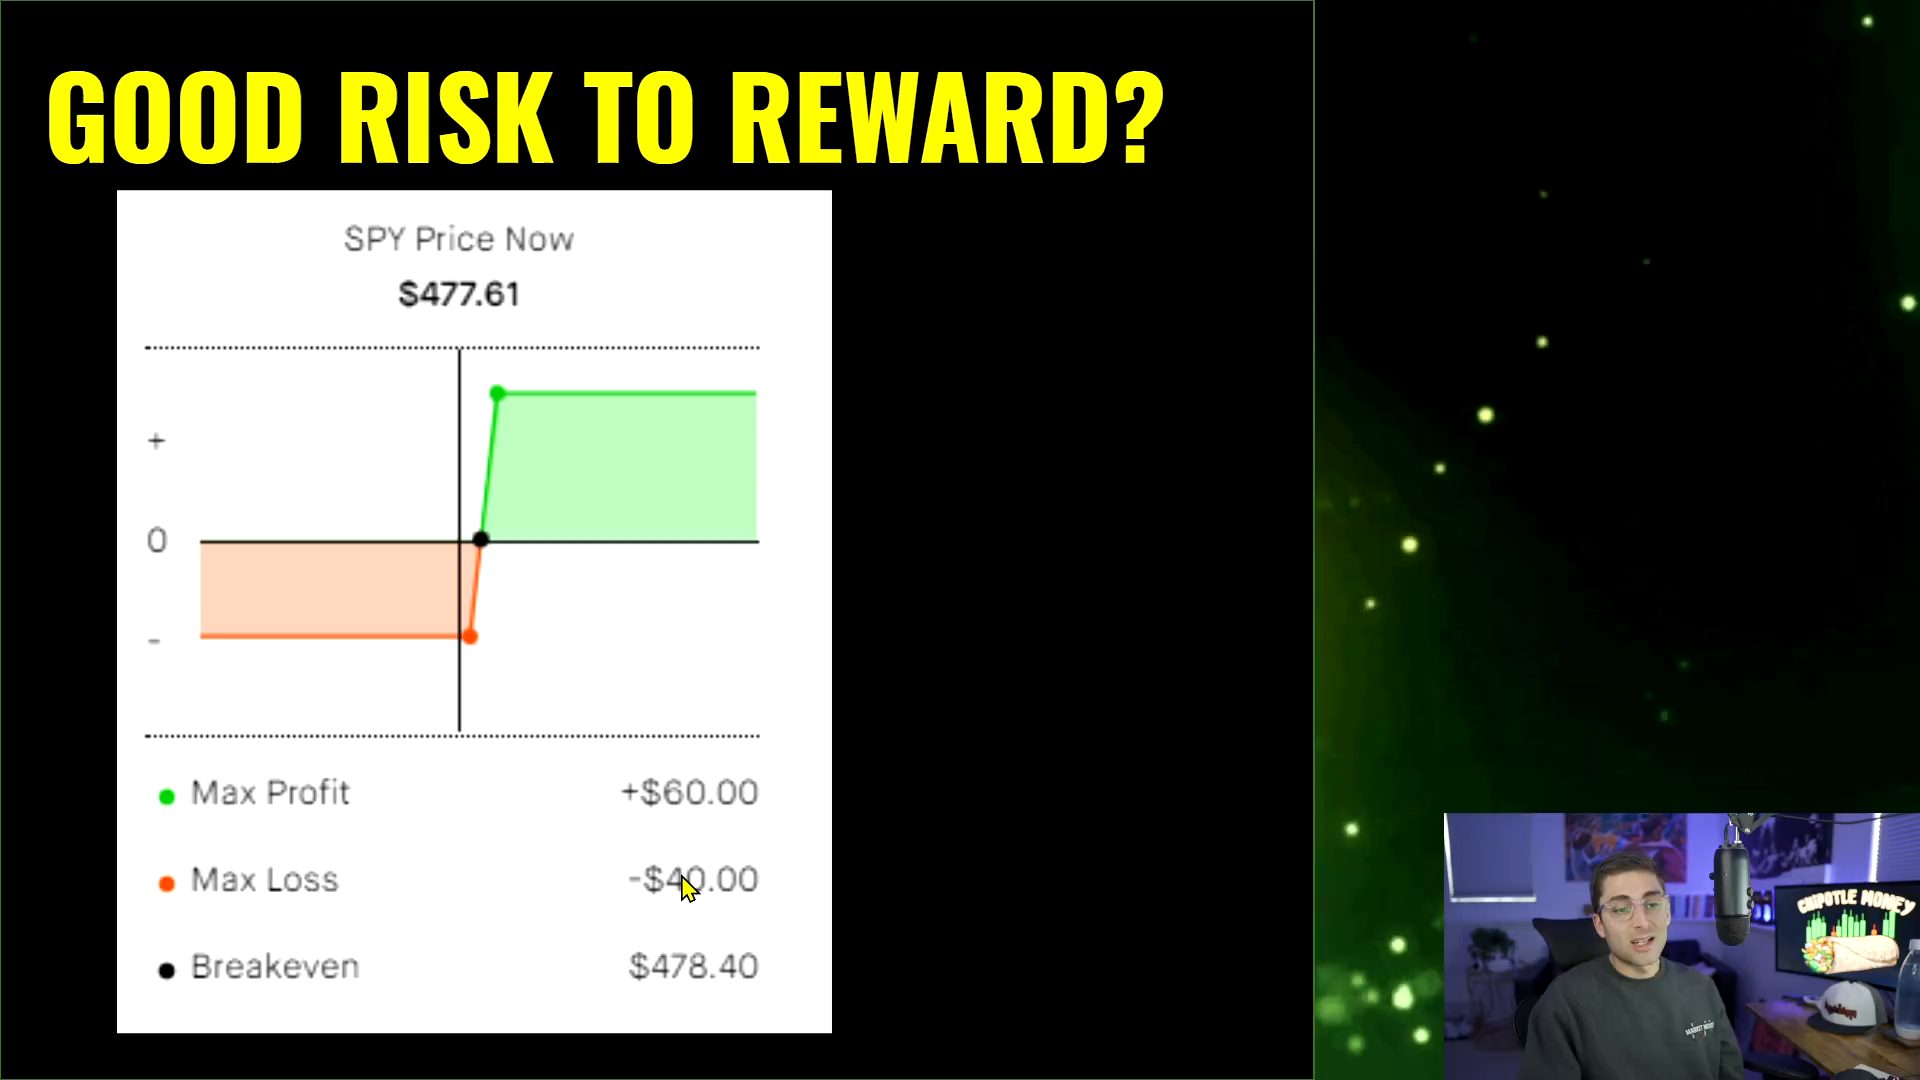 GOOD RISK TO REWARD?
SPY Price Now
$477.61
+
0
-
Max Profit +$60.00
Max Loss -$40.00
Breakeven $478.40
CHIPOTLE MONEY